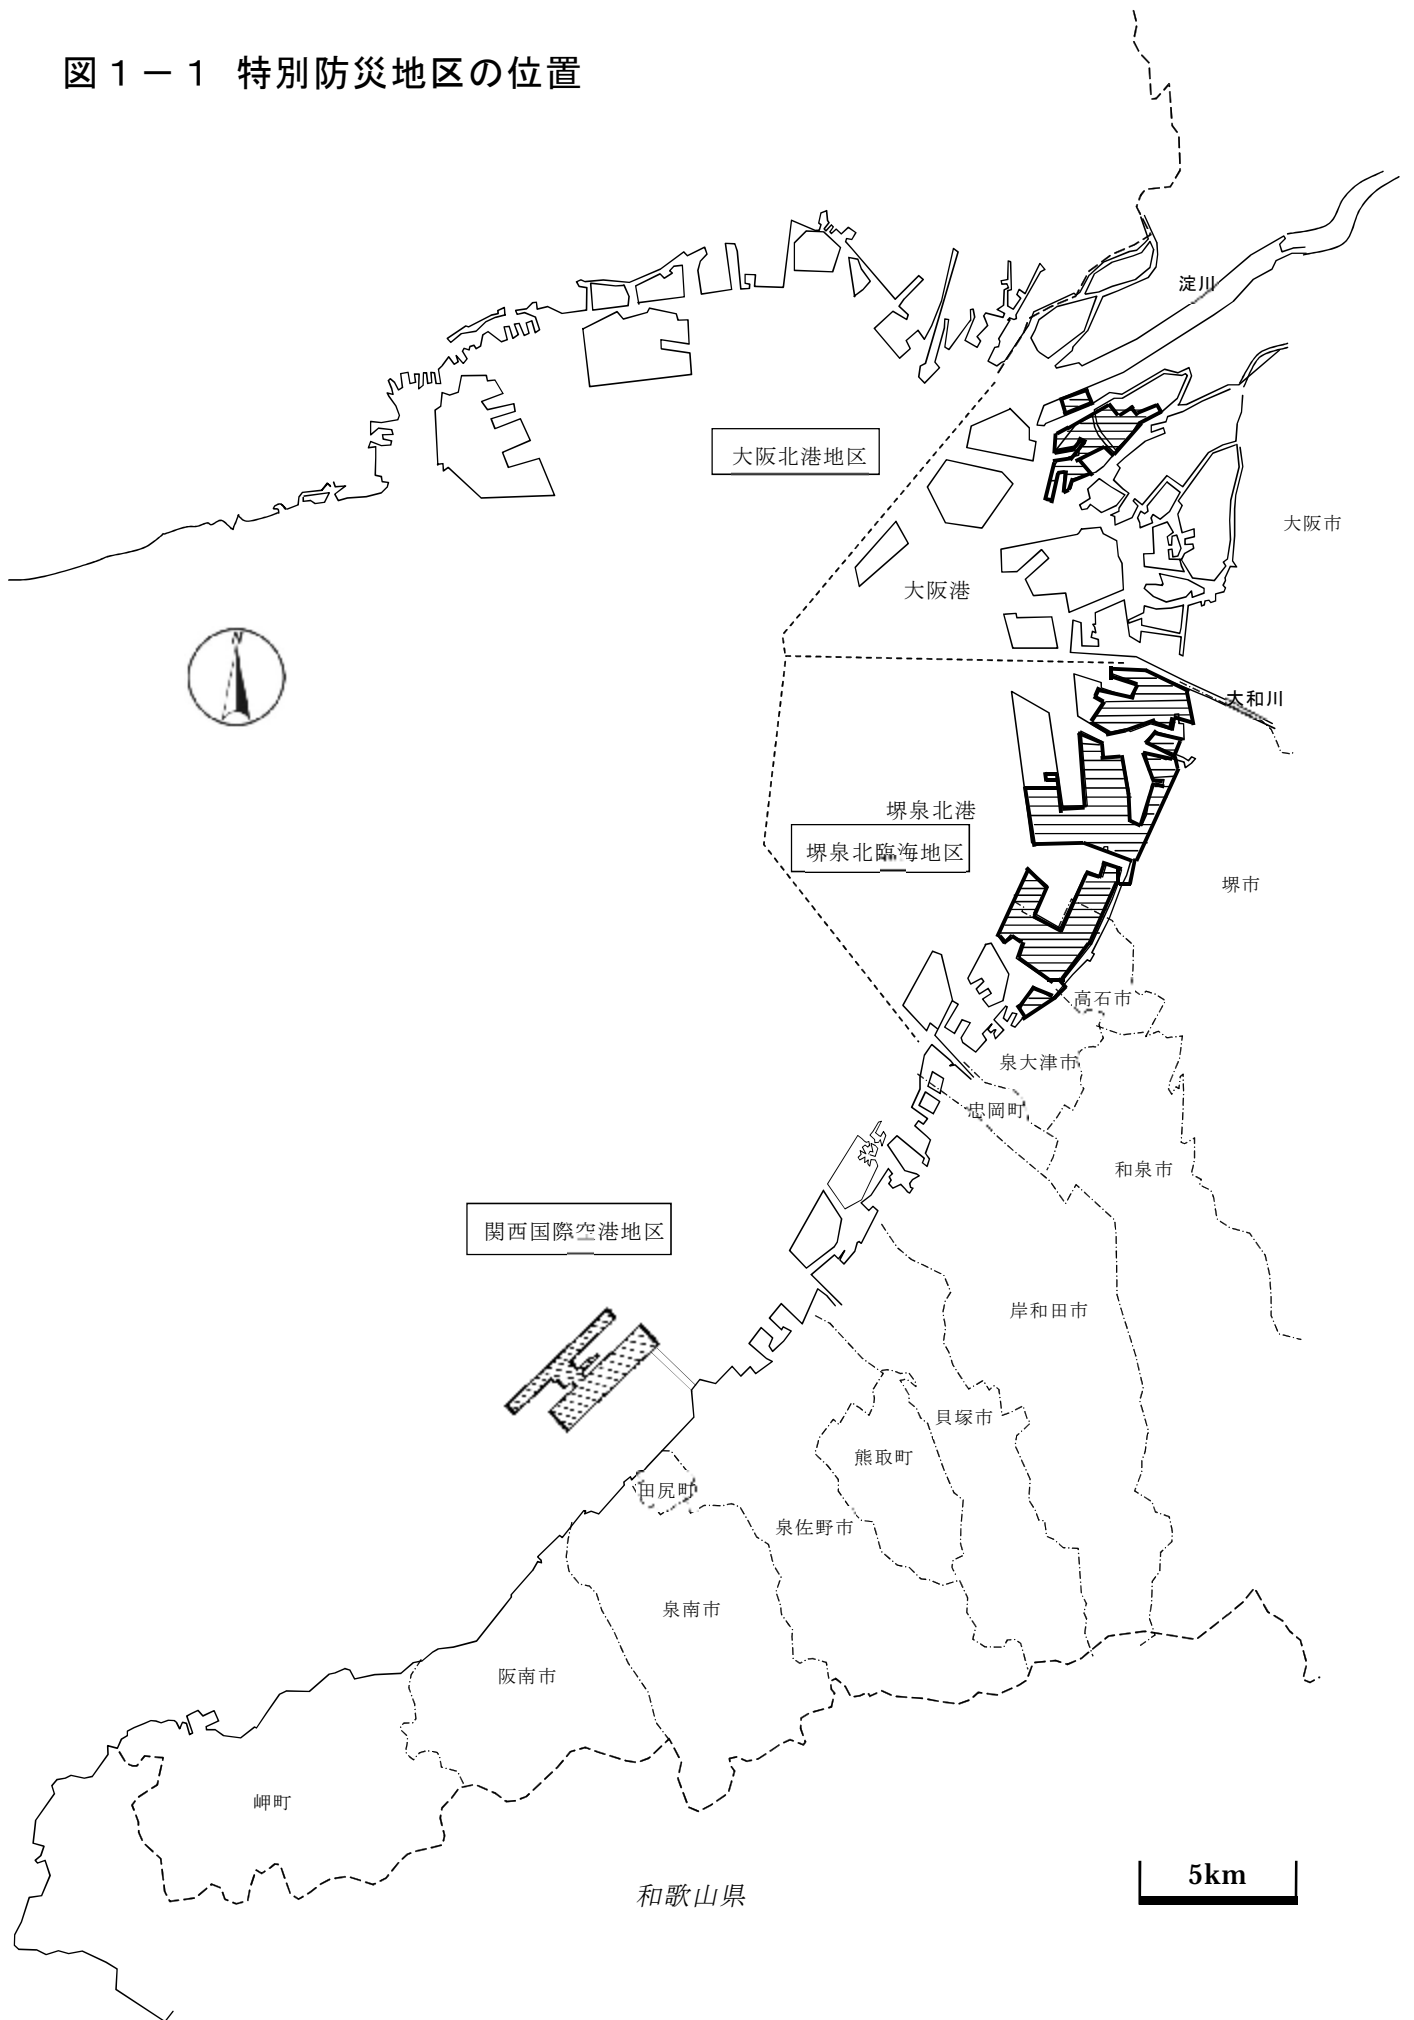 図1－1 特別防災地区の位置
淀川
大阪北港地区
大阪市
大阪港
N
大和川
堺泉北港
堺泉北臨海地区
堺市
高石市
泉大津市
忠岡町
和泉市
関西国際空港地区
岸和田市
貝塚市
熊取町
田尻町
泉佐野市
泉南市
阪南市
岬町
5km
和歌山県